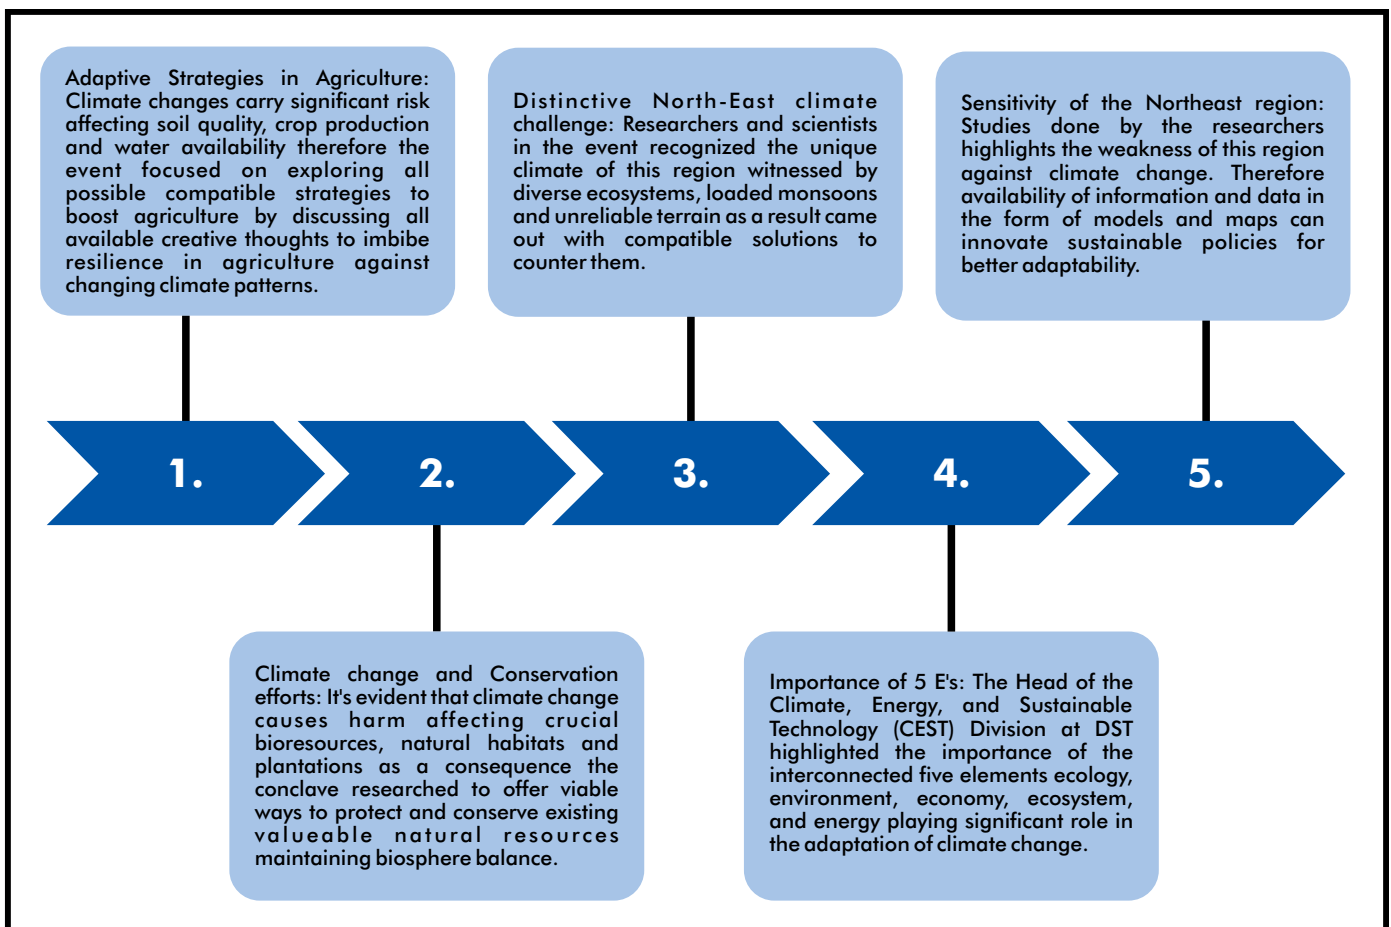 Adaptive Strategies in Agriculture:
Climate changes carry significant risk
affecting soil quality, crop production
and water availability therefore the
event focused on exploring all
possible compatible strategies to
boost agriculture by discussing all
available creative thoughts to imbibe
resilience in agriculture against
changing climate patterns.
Distinctive North-East climate
challenge: Researchers and scientists
in the event recognized the unique
climate of this region witnessed by
diverse ecosystems, loaded monsoons
and unreliable terrain as a result came
out with compatible solutions to
counter them.
Sensitivity of the Northeast region:
Studies done by the researchers
highlights the weakness of this region
against climate change. Therefore
availability of information and data in
the form of models and maps can
innovate sustainable policies for
better adaptability.
1.
2.
3.
4.
5.
Climate change and Conservation
efforts: It's evident that climate change
causes harm affecting crucial
bioresources, natural habitats and
plantations as a consequence the
conclave researched to offer viable
ways to protect and conserve existing
valueable natural resources
maintaining biosphere balance.
Importance of 5 E's: The Head of the
Climate, Energy, and Sustainable
Technology (CEST) Division at DST
highlighted the importance of the
interconnected five elements ecology,
environment, economy, ecosystem,
and energy playing significant role in
the adaptation of climate change.